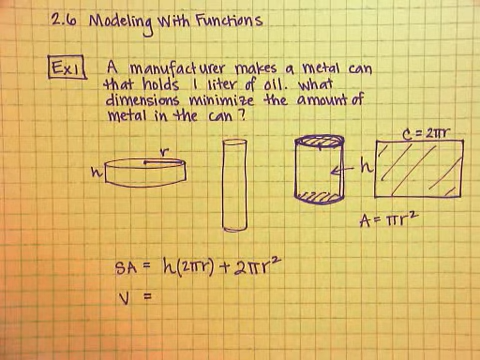 2.6 Modeling With Functions
Ex1 A manufacturer makes a metal can
that holds 1 liter of oil. What
dimensions minimize the amount of
metal in the can?
C = 2πr
r
h
h
A = πr²
SA = h(2πr) + 2πr²
V =